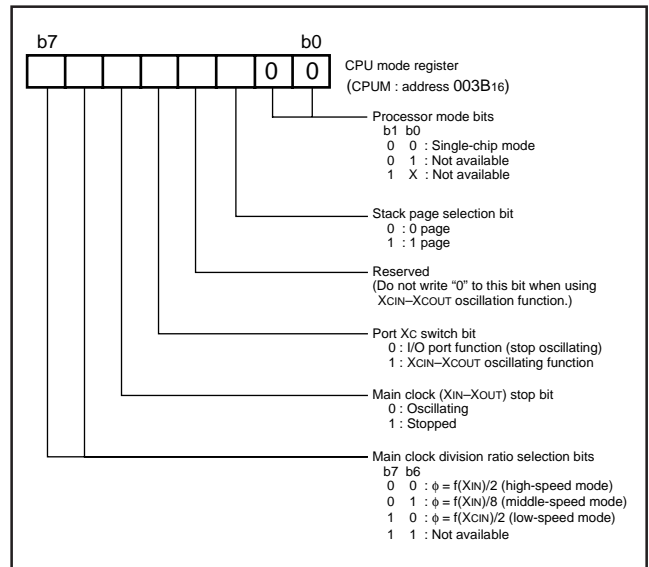 b7 b0
0 0
CPU mode register
(CPUM : address 003B16)
Processor mode bits
b1 b0
0 0 : Single-chip mode
0 1 : Not available
1 X : Not available
Stack page selection bit
0 : 0 page
1 : 1 page
Reserved
(Do not write “0” to this bit when using
XCIN–XCOUT oscillation function.)
Port XC switch bit
0 : I/O port function (stop oscillating)
1 : XCIN–XCOUT oscillating function
Main clock (XIN–XOUT) stop bit
0 : Oscillating
1 : Stopped
Main clock division ratio selection bits
b7 b6
0 0 : φ = f(XIN)/2 (high-speed mode)
0 1 : φ = f(XIN)/8 (middle-speed mode)
1 0 : φ = f(XCIN)/2 (low-speed mode)
1 1 : Not available